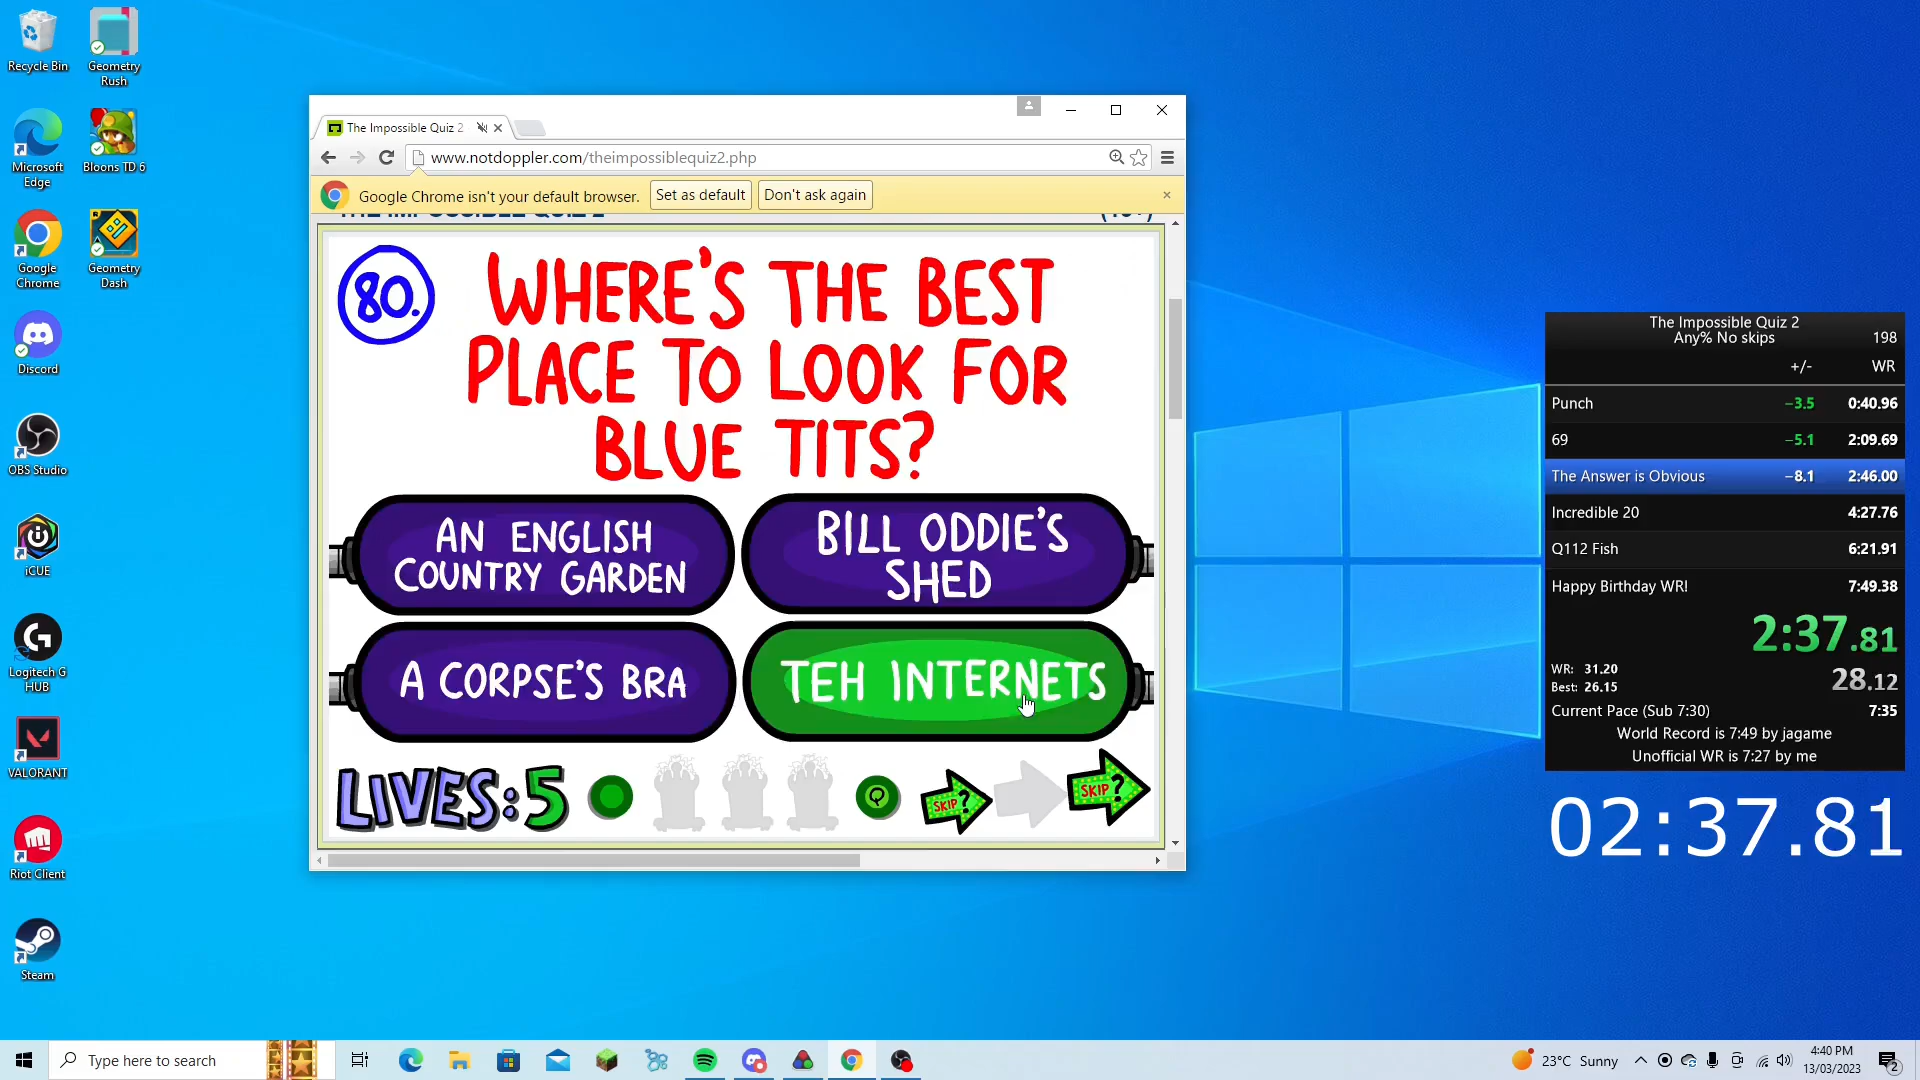 Recycle Bin
Geometry
Rush
Microsoft
Edge
Bloons TD 6
Google
Chrome
Geometry
Dash
Discord
OBS Studio
iCUE
Logitech G
HUB
VALORANT
Riot Client
Steam
The Impossible Quiz 2
www.notdoppler.com/theimpossiblequiz2.php
Google Chrome isn't your default browser.
Set as default
Don't ask again
THE IMPOSSIBLE QUIZ 2
80.
WHERE'S THE BEST
PLACE TO LOOK FOR
BLUE TITS?
AN ENGLISH
COUNTRY GARDEN
BILL ODDIE'S
SHED
A CORPSE'S BRA
TEH INTERNETS
LIVES:5
SKIP?
SKIP?
The Impossible Quiz 2
Any% No skips 198
+/- WR
Punch −3.5 0:40.96
69 −5.1 2:09.69
The Answer is Obvious −8.1 2:46.00
Incredible 20 4:27.76
Q112 Fish 6:21.91
Happy Birthday WR! 7:49.38
2:37.81
WR: 31.20
Best: 26.15
28.12
Current Pace (Sub 7:30) 7:35
World Record is 7:49 by jagame
Unofficial WR is 7:27 by me
02:37.81
Type here to search
23°C Sunny
4:40 PM
13/03/2023
2